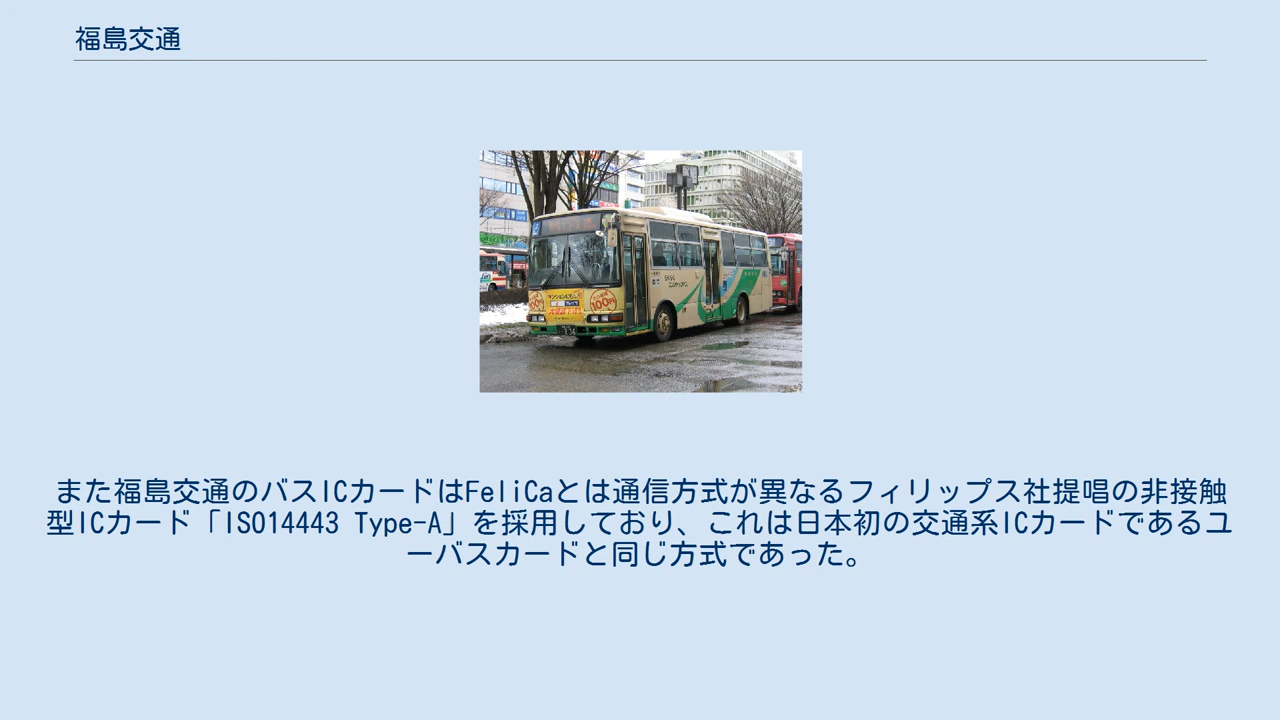 福島交通
100円
また福島交通のバスICカードはFeliCaとは通信方式が異なるフィリップス社提唱の非接触
型ICカード「ISO14443 Type-A」を採用しており、これは日本初の交通系ICカードであるユ
ーバスカードと同じ方式であった。